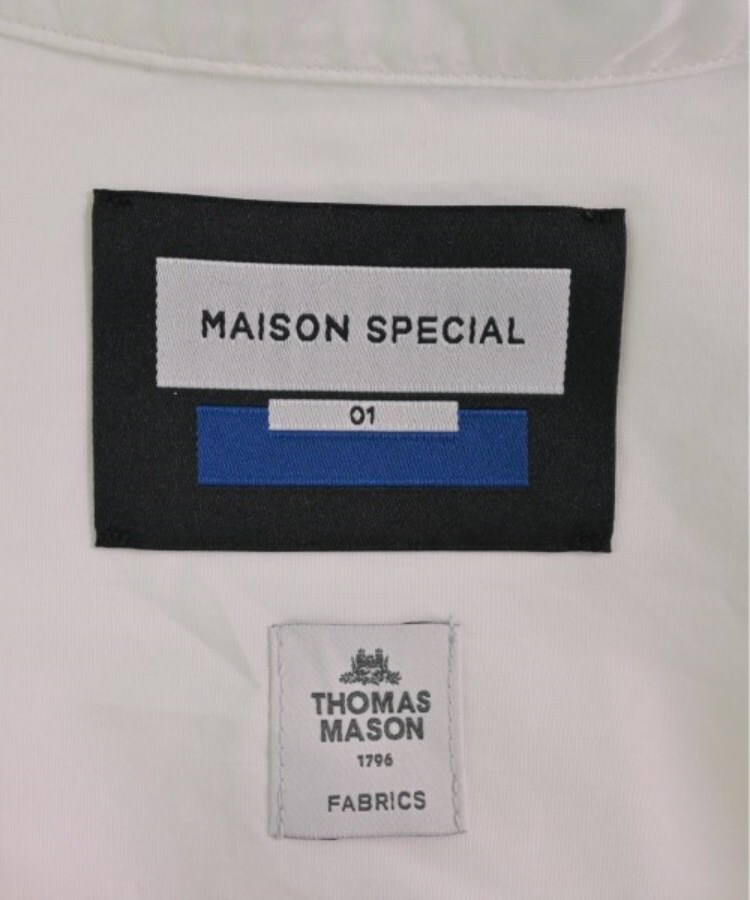 MAISON SPECIAL
01
THOMAS
MASON
1796
FABRICS